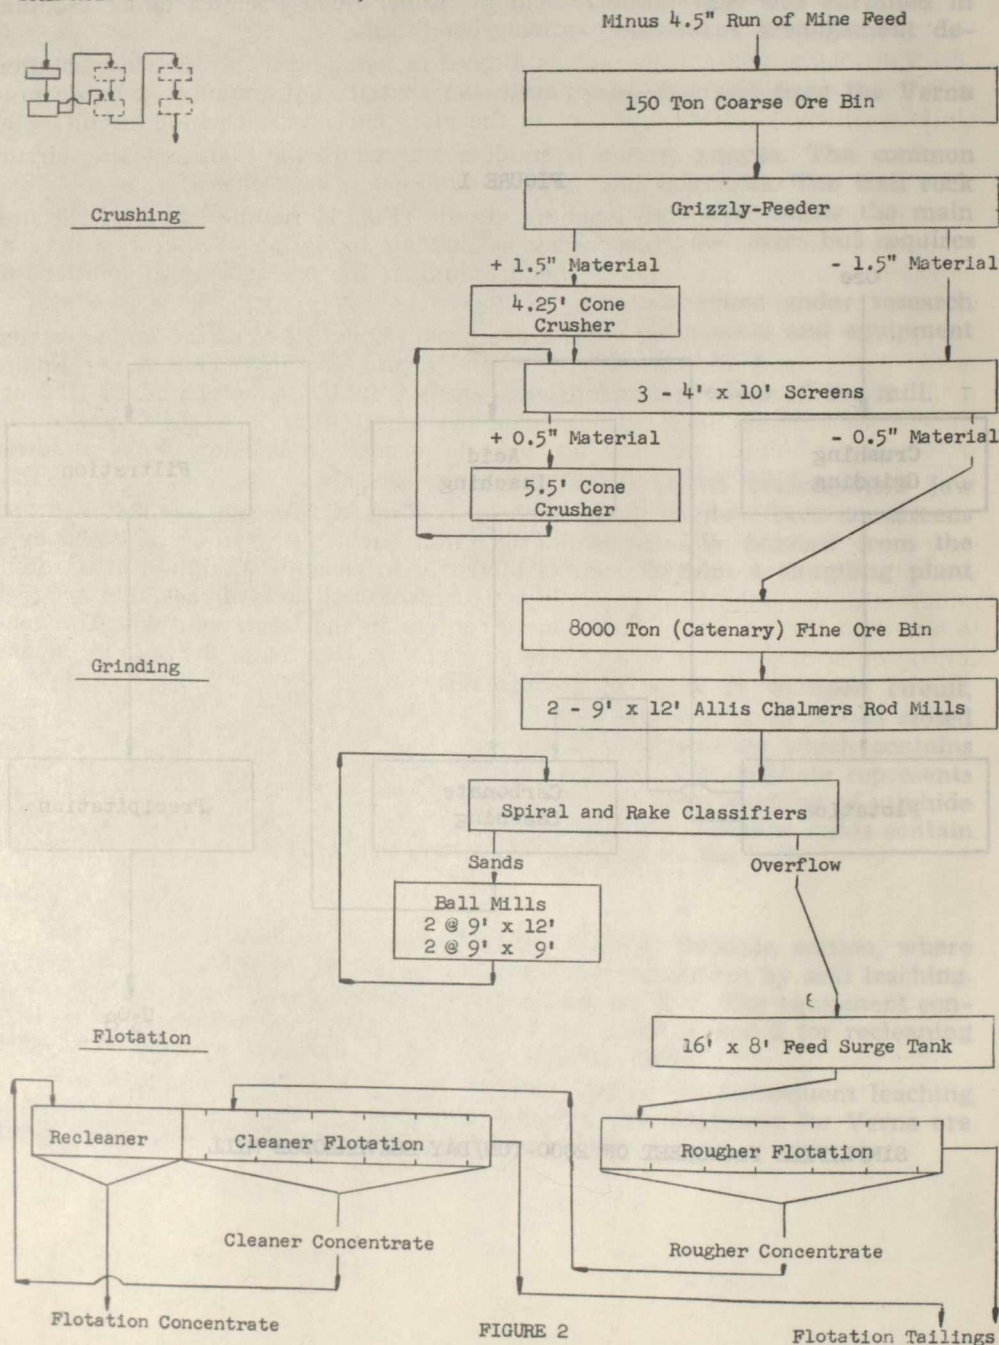 Minus 4.5" Run of Mine Feed
150 Ton Coarse Ore Bin
Crushing
Grizzly-Feeder
+ 1.5" Material
- 1.5" Material
4.25' Cone
Crusher
3 - 4' x 10' Screens
+ 0.5" Material
- 0.5" Material
5.5' Cone
Crusher
8000 Ton (Catenary) Fine Ore Bin
Grinding
2 - 9' x 12' Allis Chalmers Rod Mills
Spiral and Rake Classifiers
Sands
Overflow
Ball Mills
2 @ 9' x 12'
2 @ 9' x 9'
Flotation
16' x 8' Feed Surge Tank
Recleaner
Cleaner Flotation
Rougher Flotation
Cleaner Concentrate
Rougher Concentrate
Flotation Concentrate
FIGURE 2
Flotation Tailings